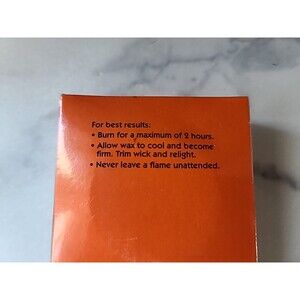 For best results:
• Burn for a maximum of 2 hours.
• Allow wax to cool and become
firm. Trim wick and relight.
• Never leave a flame unattended.